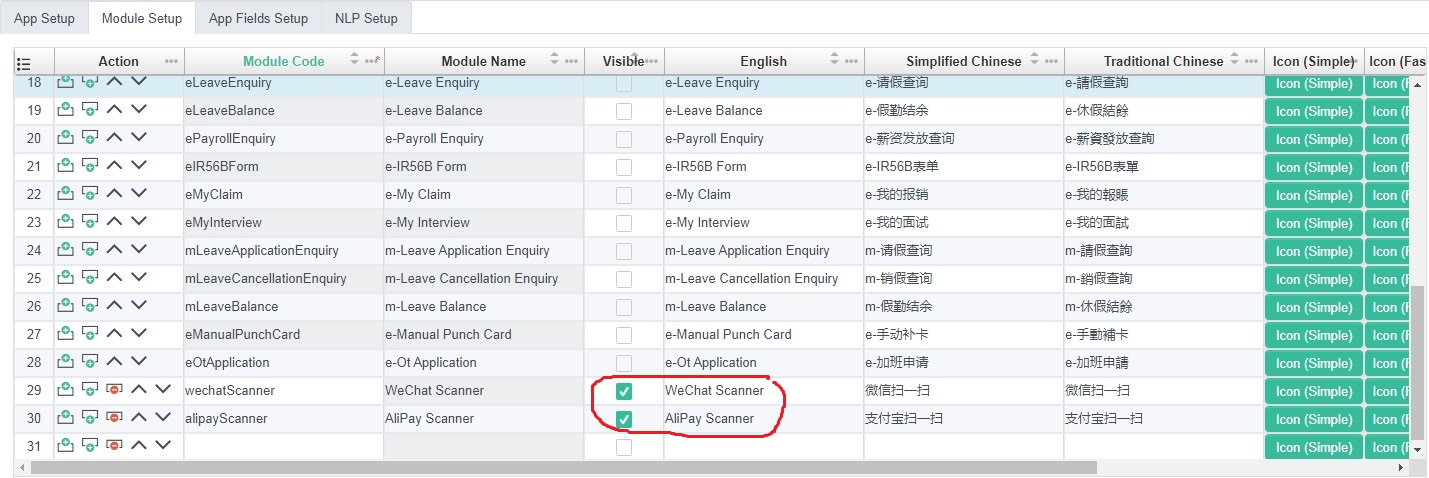 App Setup Module Setup App Fields Setup NLP Setup
Action Module Code Module Name Visible English Simplified Chinese Traditional Chinese Icon (Simple) Icon (Fas
18 eLeaveEnquiry e-Leave Enquiry e-Leave Enquiry e-请假查询 e-請假查詢 Icon (Simple) Icon (F
19 eLeaveBalance e-Leave Balance e-Leave Balance e-假勤结余 e-休假結餘 Icon (Simple) Icon (F
20 ePayrollEnquiry e-Payroll Enquiry e-Payroll Enquiry e-薪资发放查询 e-薪資發放查詢 Icon (Simple) Icon (F
21 eIR56BForm e-IR56B Form e-IR56B Form e-IR56B表单 e-IR56B表單 Icon (Simple) Icon (F
22 eMyClaim e-My Claim e-My Claim e-我的报销 e-我的報賬 Icon (Simple) Icon (F
23 eMyInterview e-My Interview e-My Interview e-我的面试 e-我的面試 Icon (Simple) Icon (F
24 mLeaveApplicationEnquiry m-Leave Application Enquiry m-Leave Application Enquiry m-请假查询 m-請假查詢 Icon (Simple) Icon (F
25 mLeaveCancellationEnquiry m-Leave Cancellation Enquiry m-Leave Cancellation Enquiry m-销假查询 m-銷假查詢 Icon (Simple) Icon (F
26 mLeaveBalance m-Leave Balance m-Leave Balance m-假勤结余 m-休假結餘 Icon (Simple) Icon (F
27 eManualPunchCard e-Manual Punch Card e-Manual Punch Card e-手动补卡 e-手動補卡 Icon (Simple) Icon (F
28 eOtApplication e-Ot Application e-Ot Application e-加班申请 e-加班申請 Icon (Simple) Icon (F
29 wechatScanner WeChat Scanner WeChat Scanner 微信扫一扫 微信扫一扫 Icon (Simple) Icon (F
30 alipayScanner AliPay Scanner AliPay Scanner 支付宝扫一扫 支付宝扫一扫 Icon (Simple) Icon (F
31 Icon (Simple) Icon (F